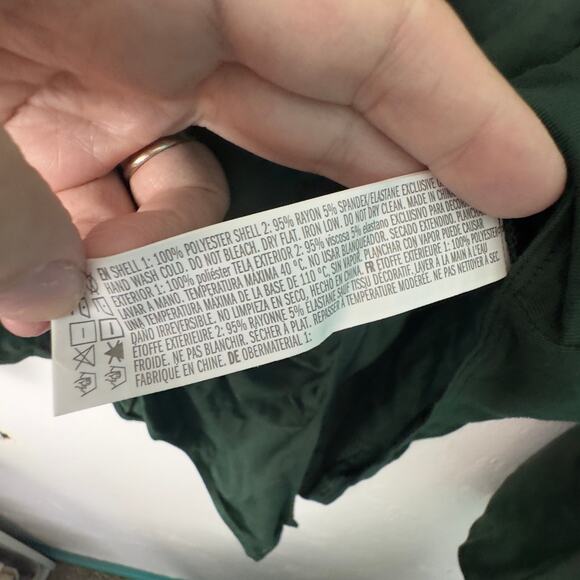 EN SHELL 1: 100% POLYESTER SHELL 2: 95% RAYON 5% SPANDEX/ELASTANE EXCLUSIVE
HAND WASH COLD. DO NOT BLEACH. DRY FLAT. IRON LOW. DO NOT DRY CLEAN. MADE IN CHINA.
EXTERIOR 1: 100% poliéster TELA EXTERIOR 2: 95% viscosa 5% elastano EXCLUSIVO PARA
LAVAR A MANO. TEMPERATURA MÁXIMA 40 °C. NO USAR BLANQUEADOR. SECADO EXTENDIDO. PLANCHAR
UNA TEMPERATURA MÁXIMA DE LA BASE DE 110 °C, SIN VAPOR. PLANCHAR CON VAPOR PUEDE CAUSAR
DAÑO IRREVERSIBLE. NO LIMPIEZA EN SECO, HECHO EN CHINA. FR ÉTOFFE EXTÉRIEURE 1: 100% POLYESTER
ÉTOFFE EXTÉRIEURE 2: 95% RAYONNE 5% ÉLASTANE SAUF TISSU DÉCORATIF, LAVER À LA MAIN À L'EAU
FROIDE. NE PAS BLANCHIR. SÉCHER À PLAT. REPASSER À TEMPÉRATURE MODÉRÉE. NE PAS NETTOYER À SEC
FABRIQUÉ EN CHINE. DE OBERMATERIAL 1: